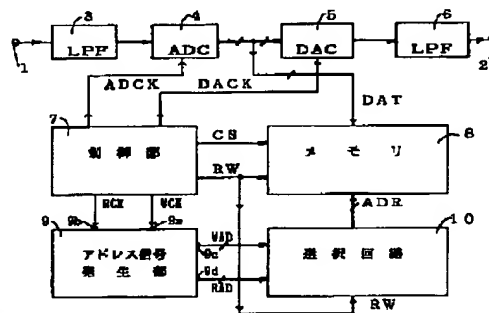 3 4 5 6
LPF ADC DAC LPF
1 2
ADCK DACK DAT
7 8
制御部 CS メモリ
RW
RCK WCK ADR
9 9b 9a 10
アドレス信号 WAD 選択回路
発生部 9c
9d
RAD RW